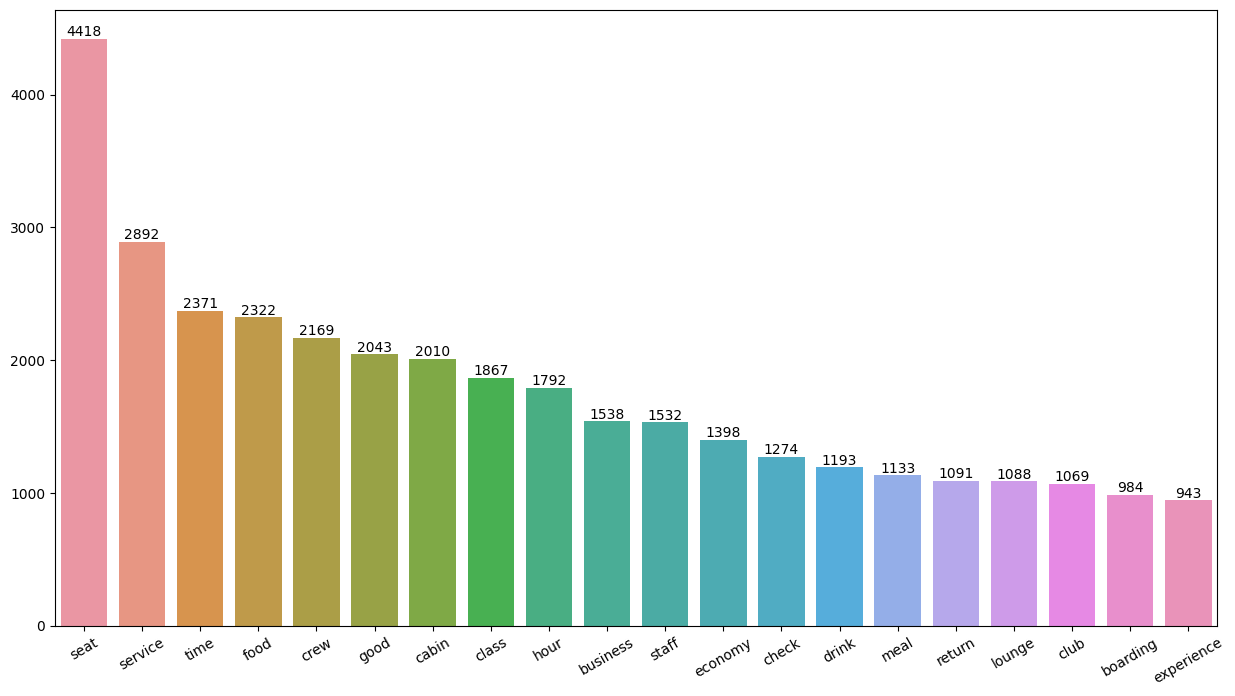 4418
2892
2371
2322
2169
2043
2010
1867
1792
1538
1532
1398
1274
1193
1133
1091
1088
1069
984
943
4000
3000
2000
1000
0
seat
service
time
food
crew
good
cabin
class
hour
business
staff
economy
check
drink
meal
return
lounge
club
boarding
experience